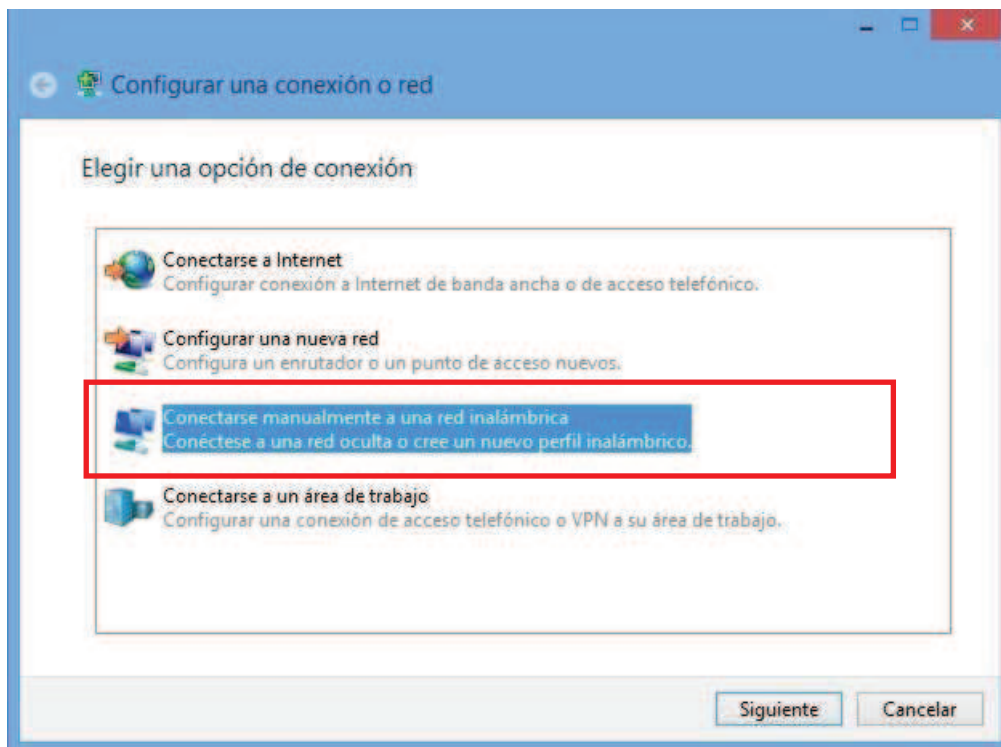 Configurar una conexión o red
Elegir una opción de conexión
Conectarse a Internet
Configurar conexión a Internet de banda ancha o de acceso telefónico.
Configurar una nueva red
Configura un enrutador o un punto de acceso nuevos.
Conectarse manualmente a una red inalámbrica
Conéctese a una red oculta o cree un nuevo perfil inalámbrico.
Conectarse a un área de trabajo
Configurar una conexión de acceso telefónico o VPN a su área de trabajo.
Siguiente Cancelar